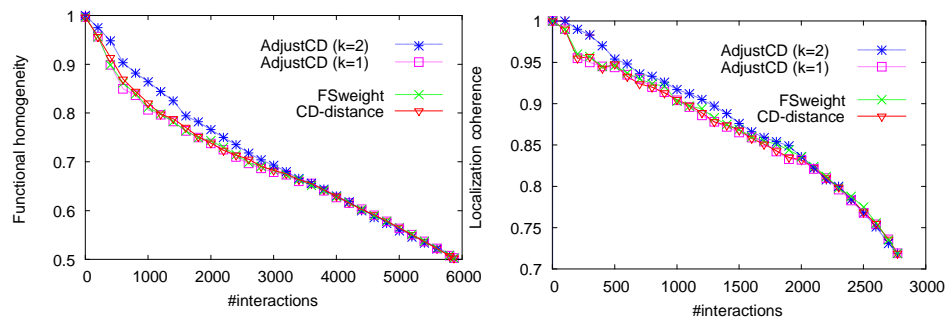 1
0.9
0.8
0.7
0.6
0.5
0 1000 2000 3000 4000 5000 6000
Functional homogeneity
#interactions
AdjustCD (k=2)
AdjustCD (k=1)
FSweight
CD-distance
1
0.95
0.9
0.85
0.8
0.75
0.7
0 500 1000 1500 2000 2500 3000
Localization coherence
#interactions
AdjustCD (k=2)
AdjustCD (k=1)
FSweight
CD-distance